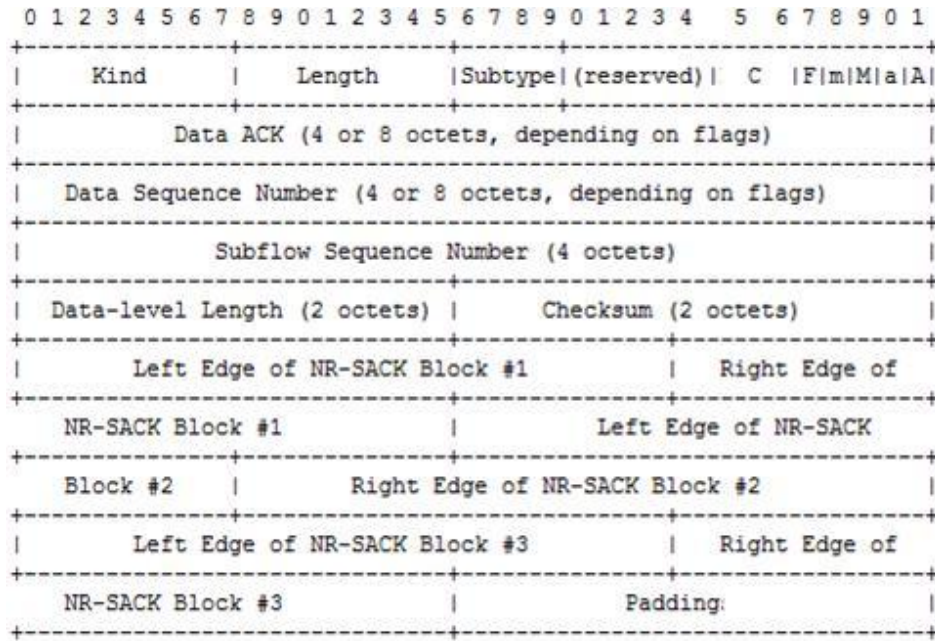 0 1 2 3 4 5 6 7 8 9 0 1 2 3 4 5 6 7 8 9 0 1 2 3 4 5 6 7 8 9 0 1
| Kind | Length |Subtype|(reserved)| C |F|m|M|a|A|
| Data ACK (4 or 8 octets, depending on flags) |
| Data Sequence Number (4 or 8 octets, depending on flags) |
| Subflow Sequence Number (4 octets) |
| Data-level Length (2 octets) | Checksum (2 octets) |
| Left Edge of NR-SACK Block #1 | Right Edge of
NR-SACK Block #1 | Left Edge of NR-SACK
Block #2 | Right Edge of NR-SACK Block #2 |
| Left Edge of NR-SACK Block #3 | Right Edge of
NR-SACK Block #3 | Padding |